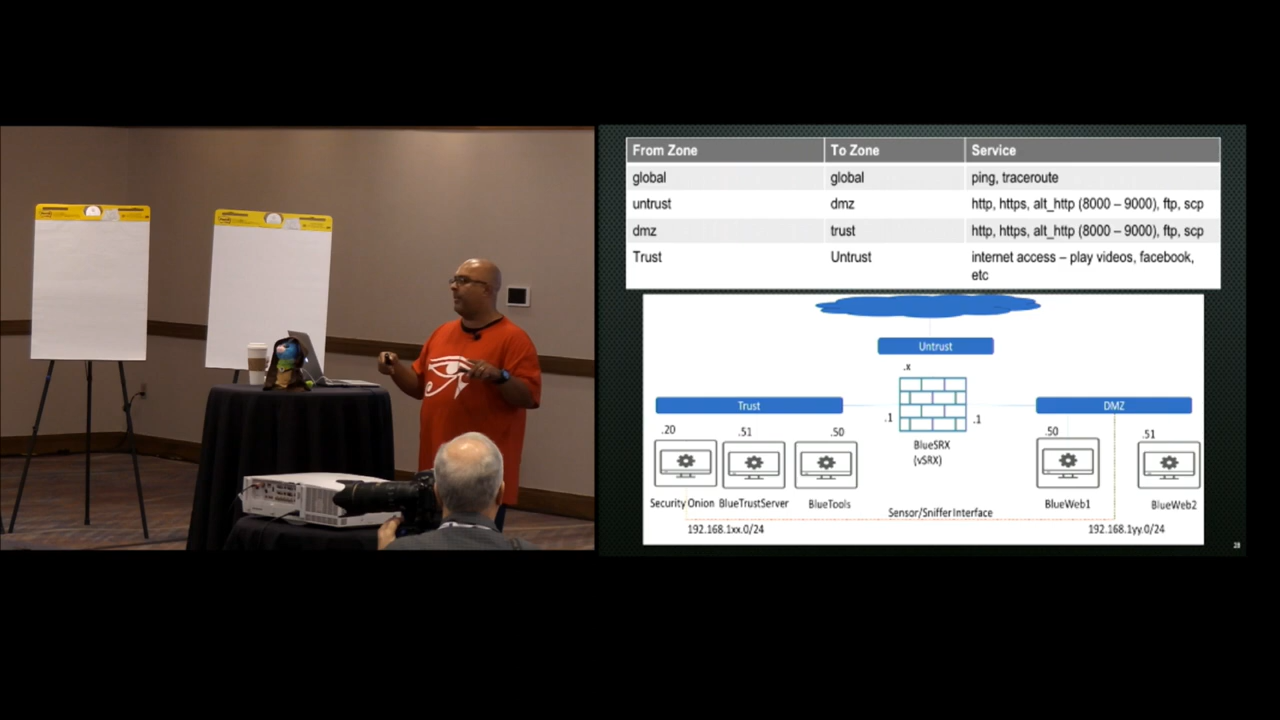 From Zone To Zone Service
global global ping, traceroute
untrust dmz http, https, alt_http (8000 – 9000), ftp, scp
dmz trust http, https, alt_http (8000 – 9000), ftp, scp
Trust Untrust internet access – play videos, facebook,
etc
Untrust
.x
Trust DMZ
.1 .1
.20 .51 .50 .50 .51
BlueSRX
(vSRX)
Security Onion BlueTrustServer BlueTools BlueWeb1 BlueWeb2
Sensor/Sniffer Interface
192.168.1xx.0/24 192.168.1yy.0/24
28